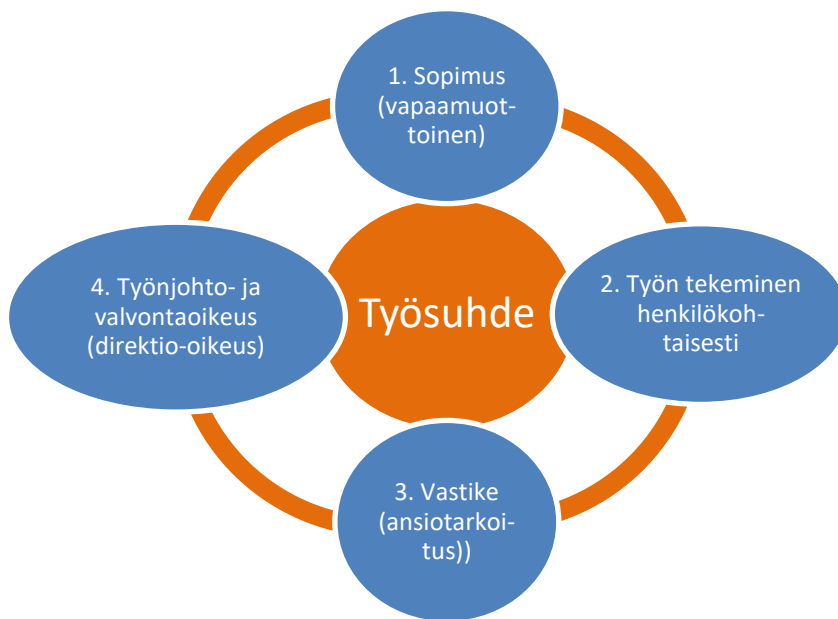 1. Sopimus
(vapaamuot-
toinen)
Työsuhde
2. Työn tekeminen
henkilökoh-
taisesti
3. Vastike
(ansiotarkoi-
tus))
4. Työnjohto- ja
valvontaoikeus
(direktio-oikeus)